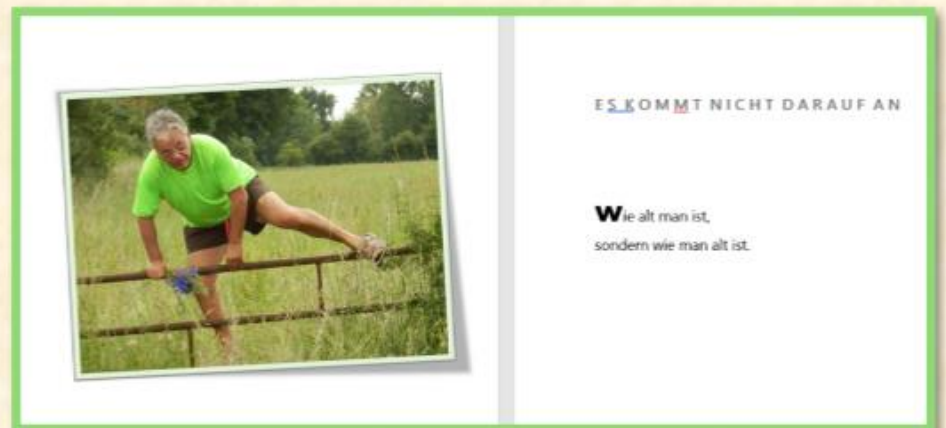 ES KOMMT NICHT DARAUF AN
Wie alt man ist,
sondern wie man alt ist.